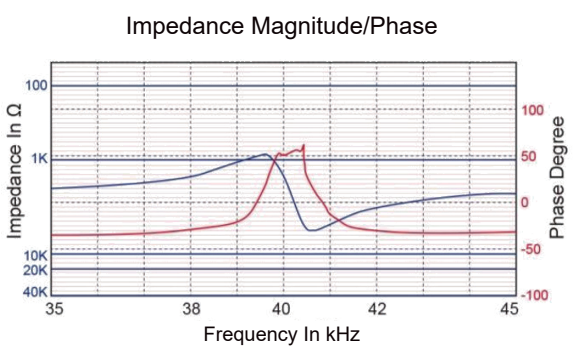 Impedance Magnitude/Phase
Impedance In Ω
100
1K
10K
20K
40K
100
50
0
-50
-100
Phase Degree
35 38 40 42 45
Frequency In kHz